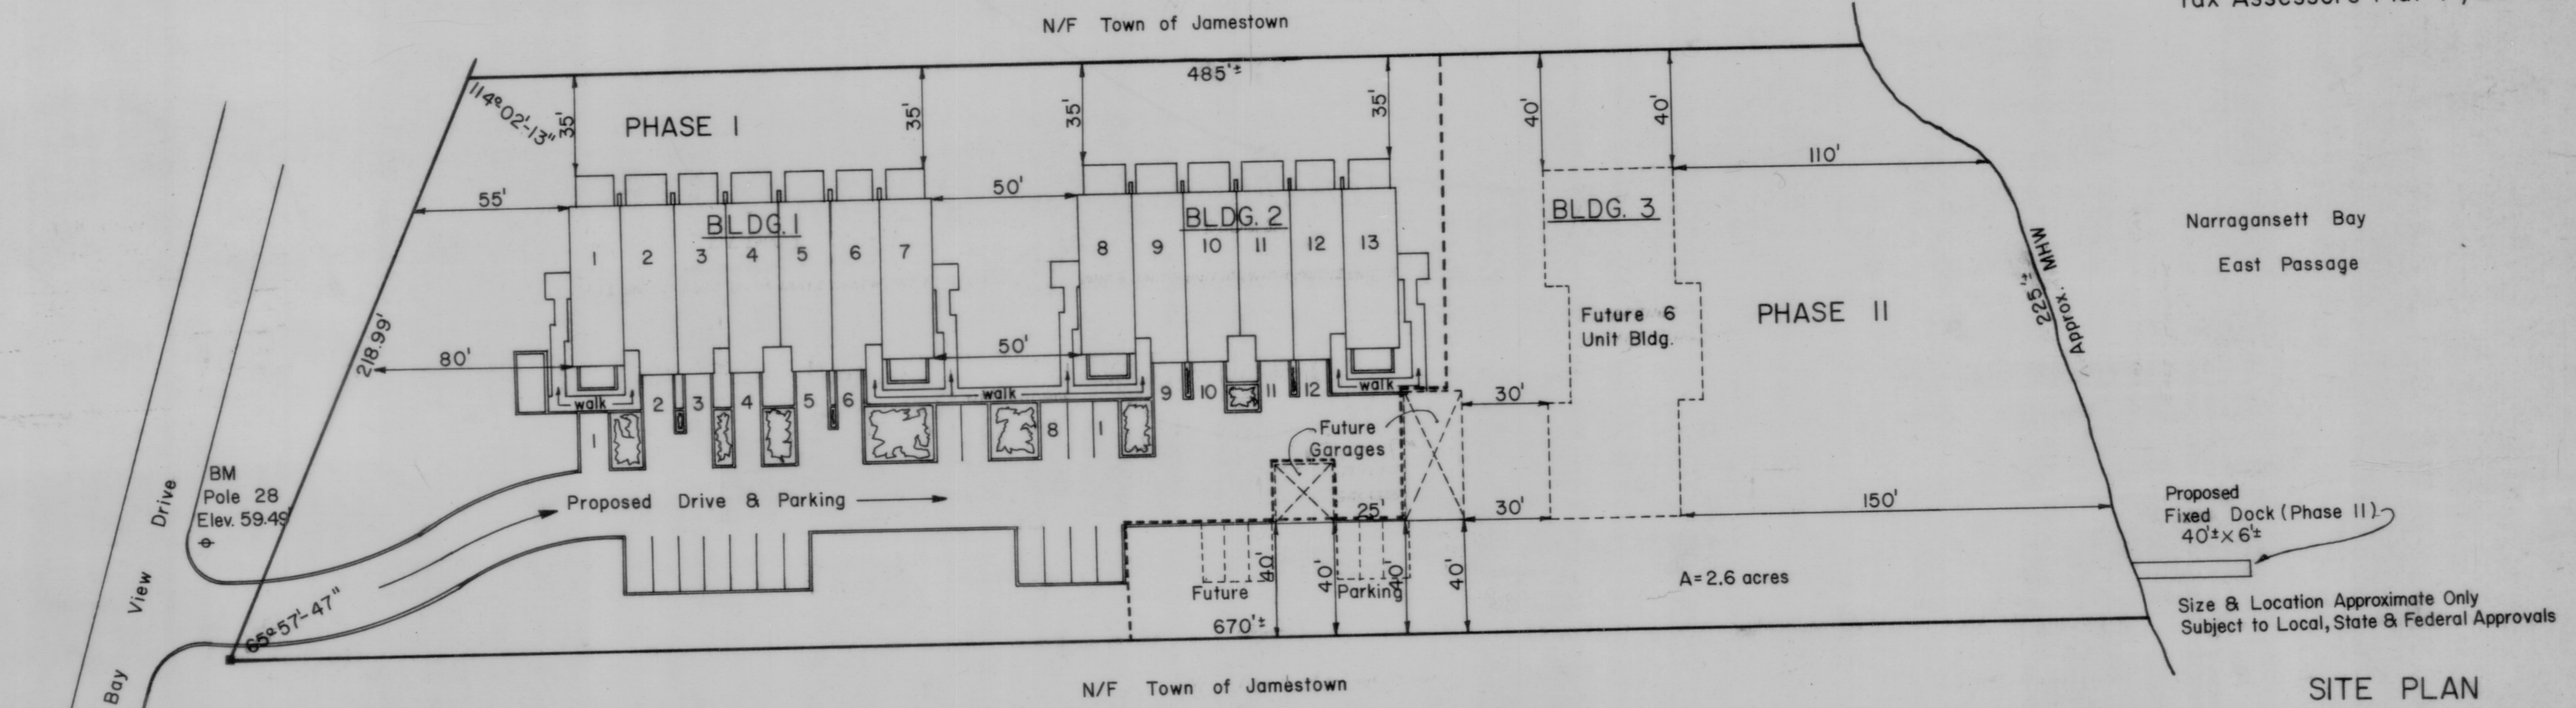 N/F Town of Jamestown
485'±
114°02'-13"
35'
PHASE I
35'
35'
35'
40'
40'
110'
55'
50'
BLDG. 1
BLDG. 2
BLDG. 3
1 2 3 4 5 6 7
8 9 10 11 12 13
Narragansett Bay
East Passage
225'±
Approx. MHW
Future 6
Unit Bldg.
PHASE II
218.99'
80'
50'
walk
walk
walk
1 2 3 4 5 6
8 1
9 10 11 12
30'
Future
Garages
BM
Pole 28
Elev. 59.49'
Proposed Drive & Parking
25'
30'
150'
Proposed
Fixed Dock (Phase II)
40'± x 6'±
Bay View Drive
65°57'-47"
40'
40'
40'
40'
Future Parking
670'±
A=2.6 acres
Size & Location Approximate Only
Subject to Local, State & Federal Approvals
N/F Town of Jamestown
SITE PLAN